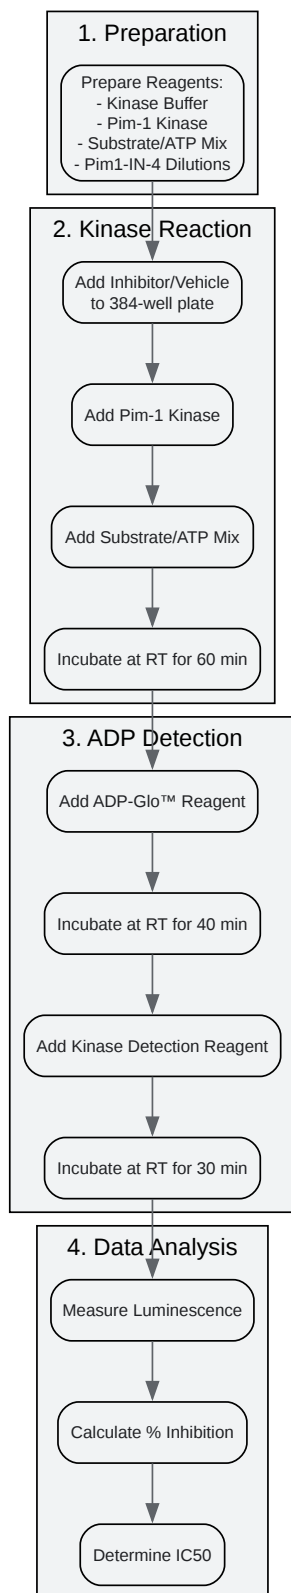 1. Preparation
Prepare Reagents:
- Kinase Buffer
- Pim-1 Kinase
- Substrate/ATP Mix
- Pim1-IN-4 Dilutions
2. Kinase Reaction
Add Inhibitor/Vehicle
to 384-well plate
Add Pim-1 Kinase
Add Substrate/ATP Mix
Incubate at RT for 60 min
3. ADP Detection
Add ADP-Glo™ Reagent
Incubate at RT for 40 min
Add Kinase Detection Reagent
Incubate at RT for 30 min
4. Data Analysis
Measure Luminescence
Calculate % Inhibition
Determine IC50